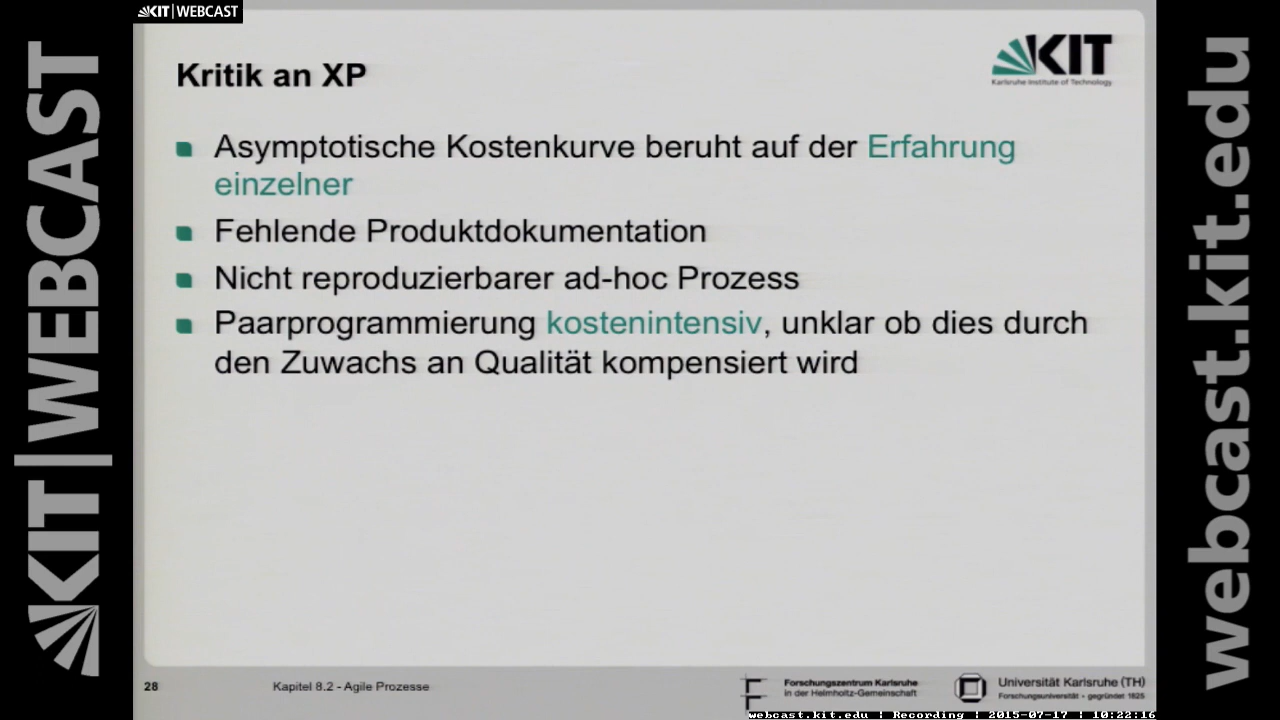 KIT | WEBCAST
KIT
Karlsruhe Institute of Technology
Kritik an XP
Asymptotische Kostenkurve beruht auf der Erfahrung
einzelner
Fehlende Produktdokumentation
Nicht reproduzierbarer ad-hoc Prozess
Paarprogrammierung kostenintensiv, unklar ob dies durch
den Zuwachs an Qualität kompensiert wird
28
Kapitel 8.2 - Agile Prozesse
Forschungszentrum Karlsruhe
in der Helmholtz-Gemeinschaft
Universität Karlsruhe (TH)
Forschungsuniversität • gegründet 1825
webcast.kit.edu | Recording | 2015-07-17 | 10:22:16
KIT | WEBCAST
webcast.kit.edu